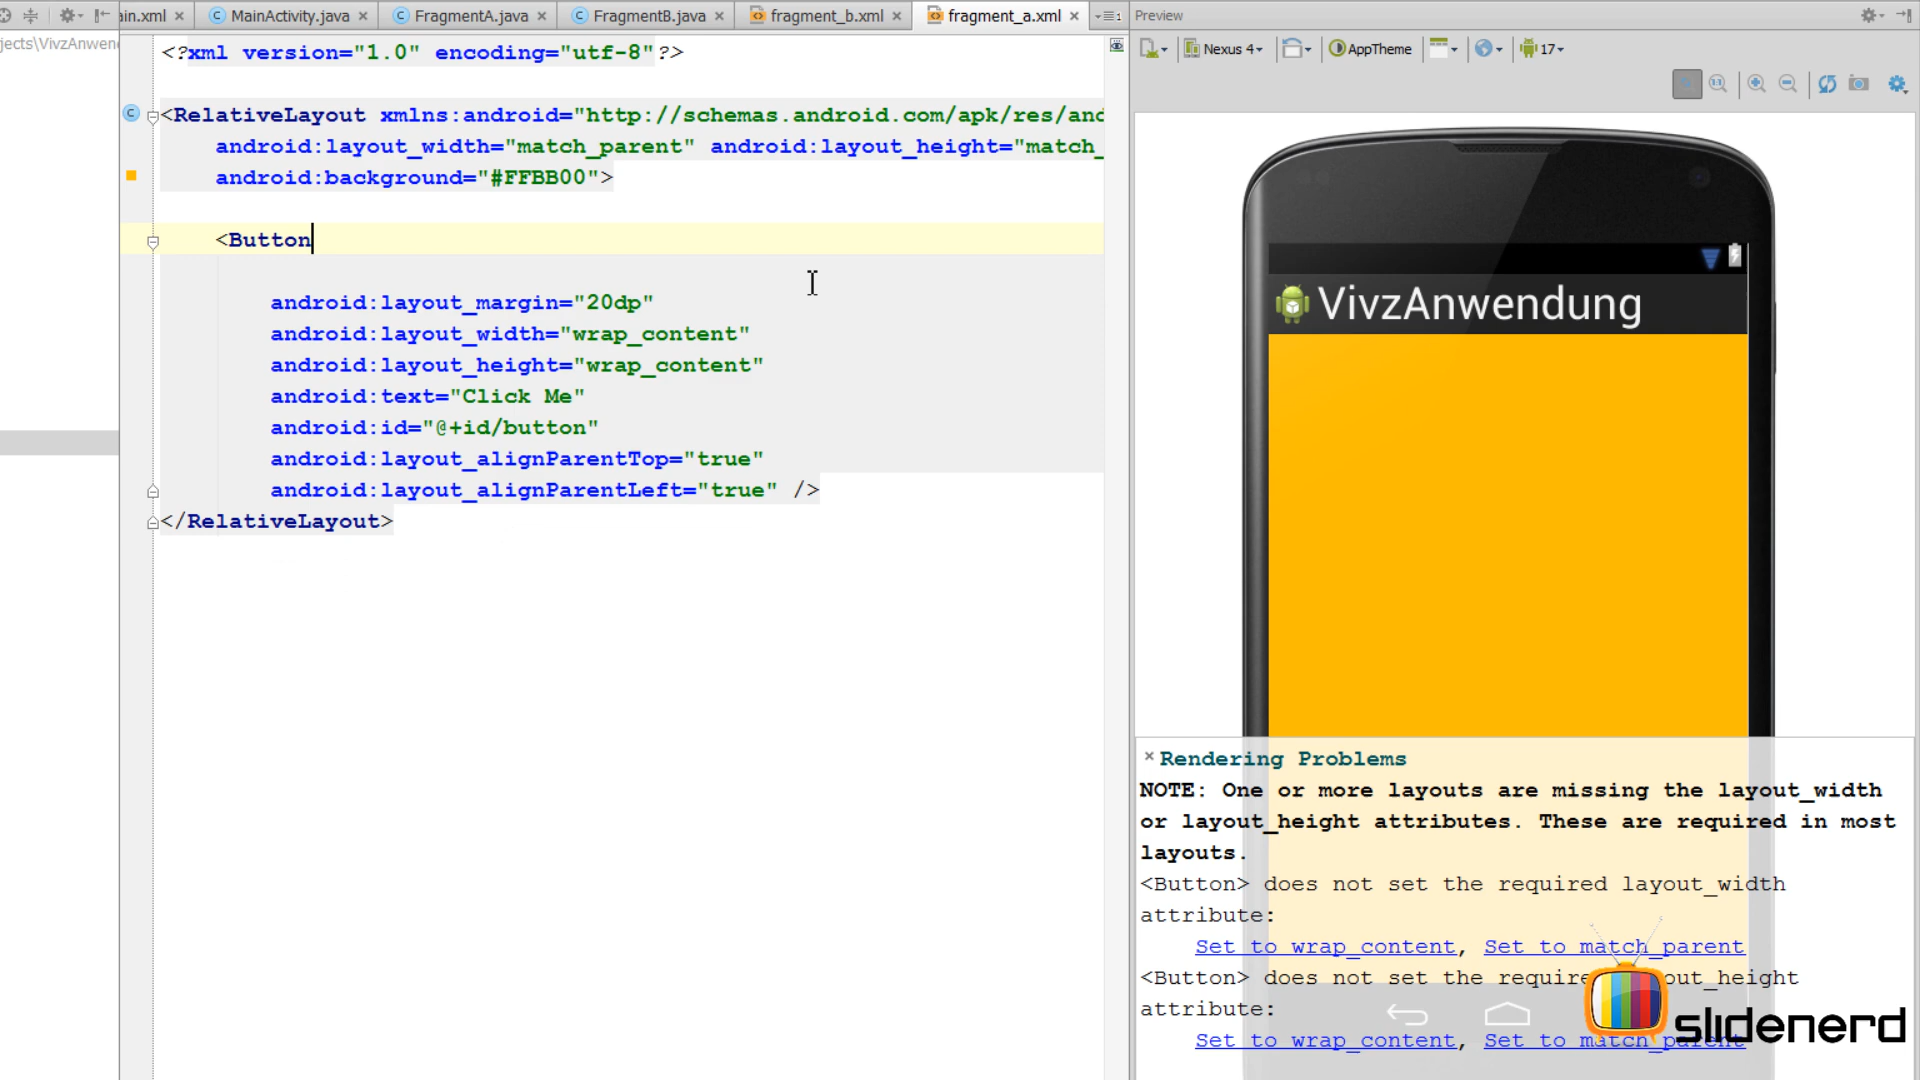 ain.xml
MainActivity.java
FragmentA.java
FragmentB.java
fragment_b.xml
fragment_a.xml
≡1
Preview
jects\VivzAnwen
Nexus 4
AppTheme
17
<?xml version="1.0" encoding="utf-8"?>
<RelativeLayout xmlns:android="http://schemas.android.com/apk/res/and
android:layout_width="match_parent" android:layout_height="match_
android:background="#FFBB00">
<Button
android:layout_margin="20dp"
android:layout_width="wrap_content"
android:layout_height="wrap_content"
android:text="Click Me"
android:id="@+id/button"
android:layout_alignParentTop="true"
android:layout_alignParentLeft="true" />
</RelativeLayout>
VivzAnwendung
Rendering Problems
NOTE: One or more layouts are missing the layout_width
or layout_height attributes. These are required in most
layouts.
<Button> does not set the required layout_width
attribute:
Set to wrap_content, Set to match_parent
<Button> does not set the require out_height
attribute:
Set to wrap_content, Set to match_parent
slidenerd